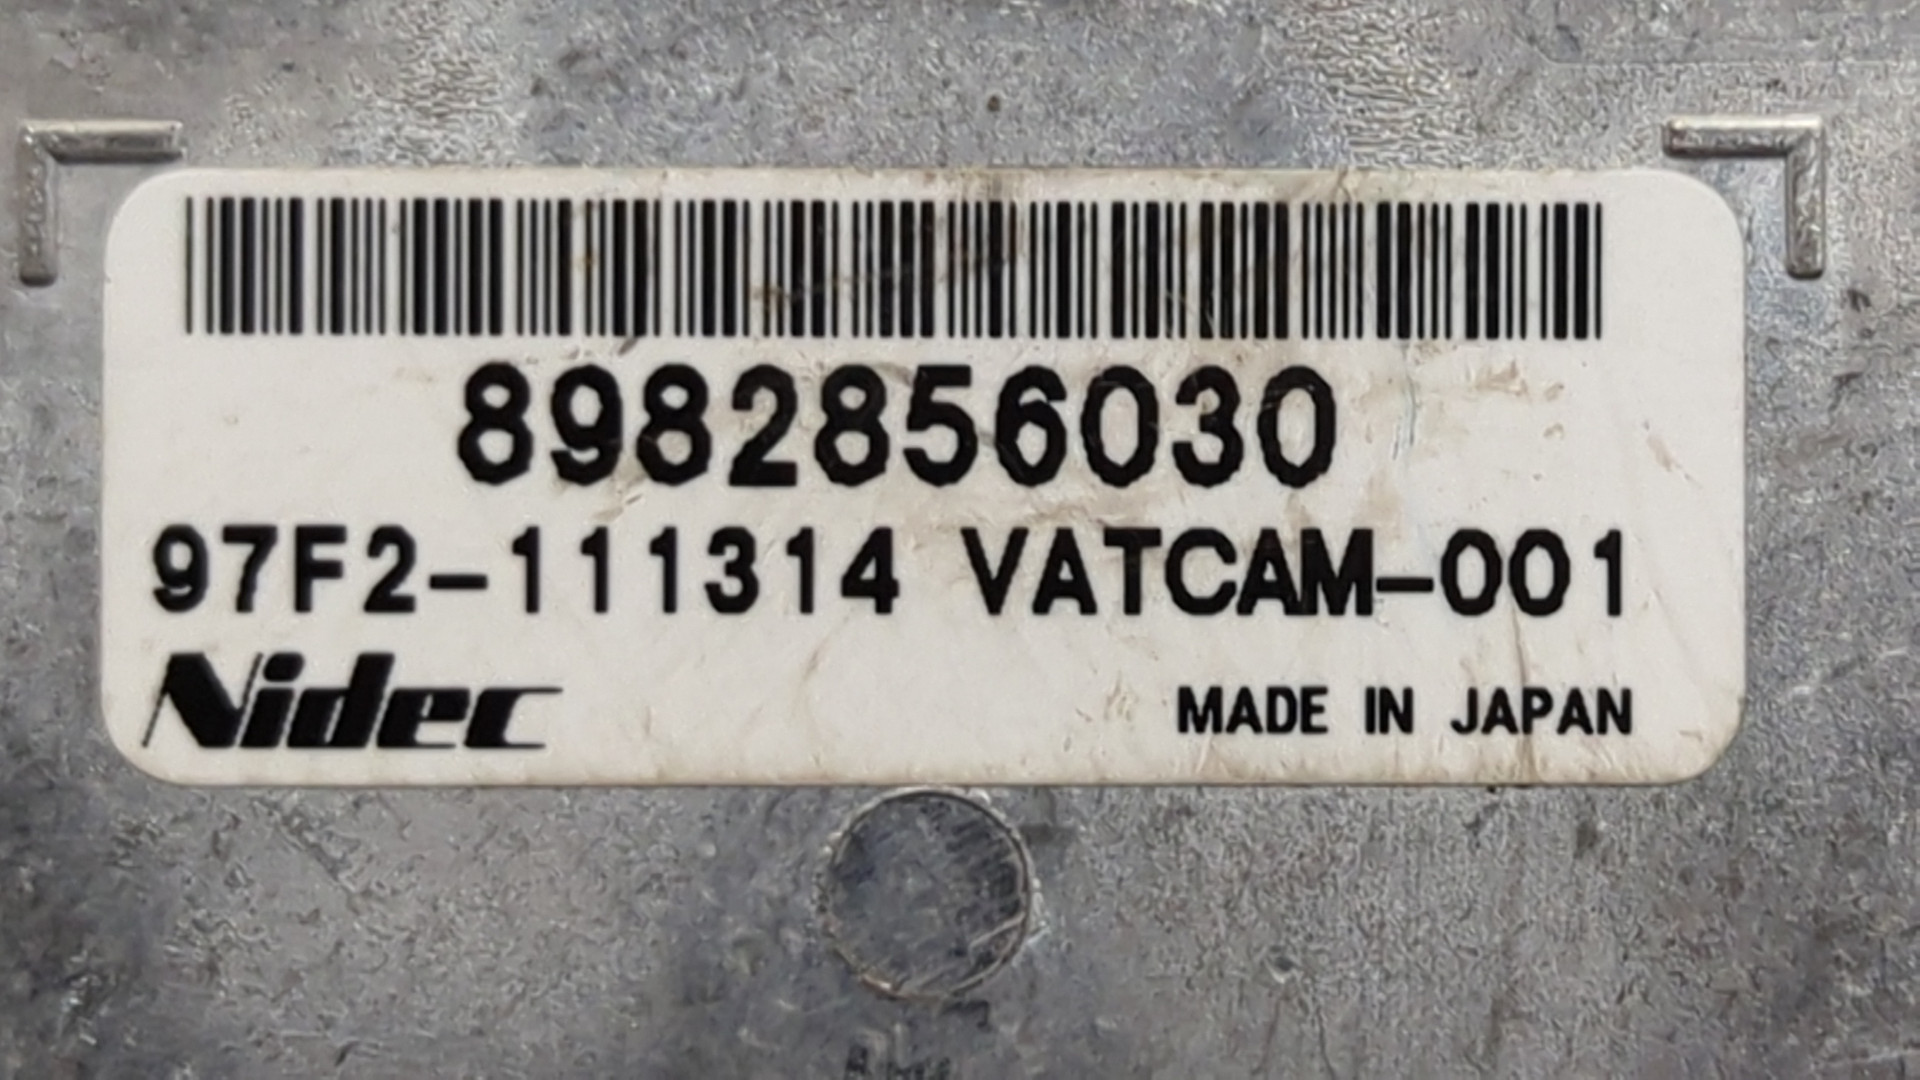 8982856030
97F2-111314 VATCAM-001
Nidec
MADE IN JAPAN